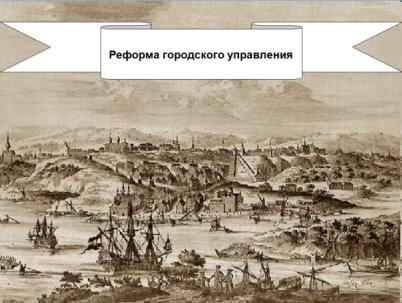 Реформа городского управления